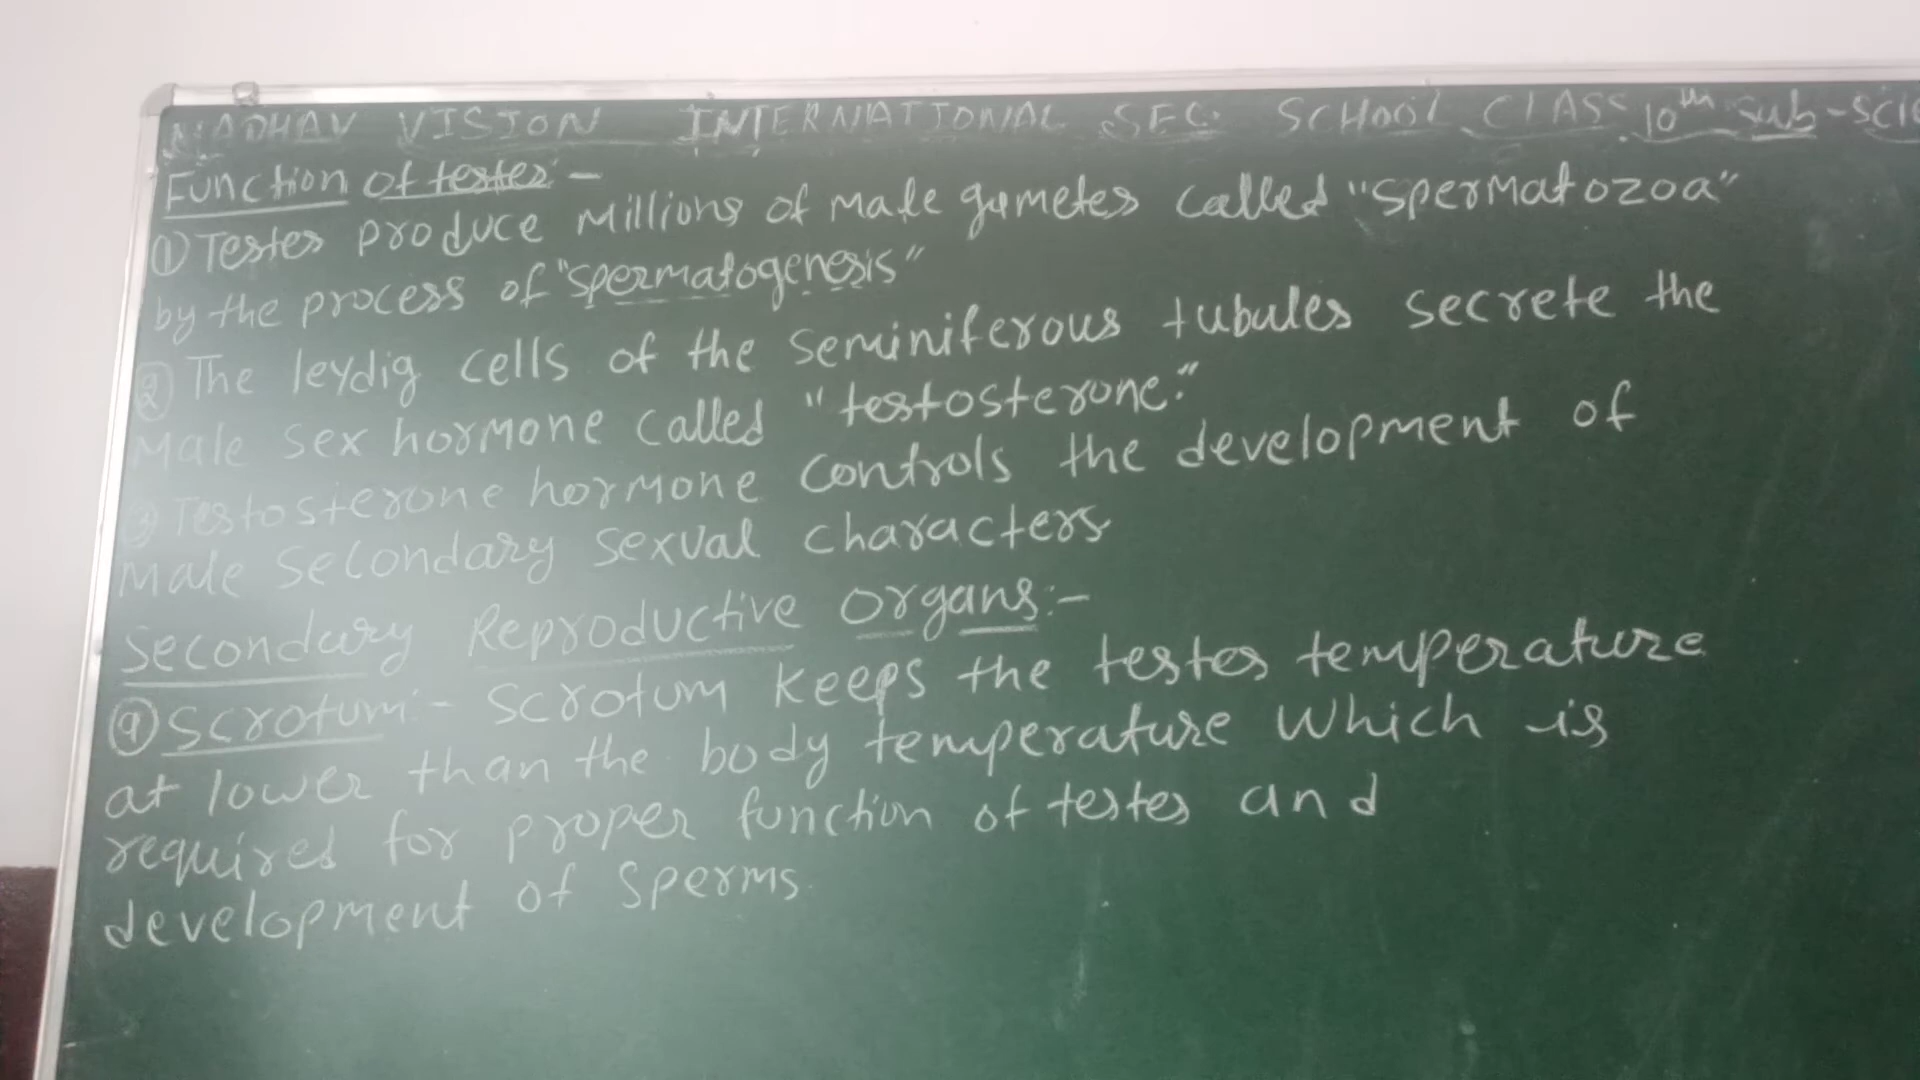 MADHAV VISION INTERNATIONAL SEC. SCHOOL CLASS 10th sub-SCIE
Function of testes:-
① Testes produce Millions of male gametes called "Spermatozoa"
by the process of "spermatogenesis"
② The leydig cells of the seminiferous tubules secrete the
Male sex hormone called "testosterone."
③ Testosterone hormone controls the development of
Male Secondary sexual characters
Secondary Reproductive Organs:-
① Scrotum:- Scrotum keeps the testes temperature
at lower than the body temperature which is
required for proper function of testes and
development of Sperms.